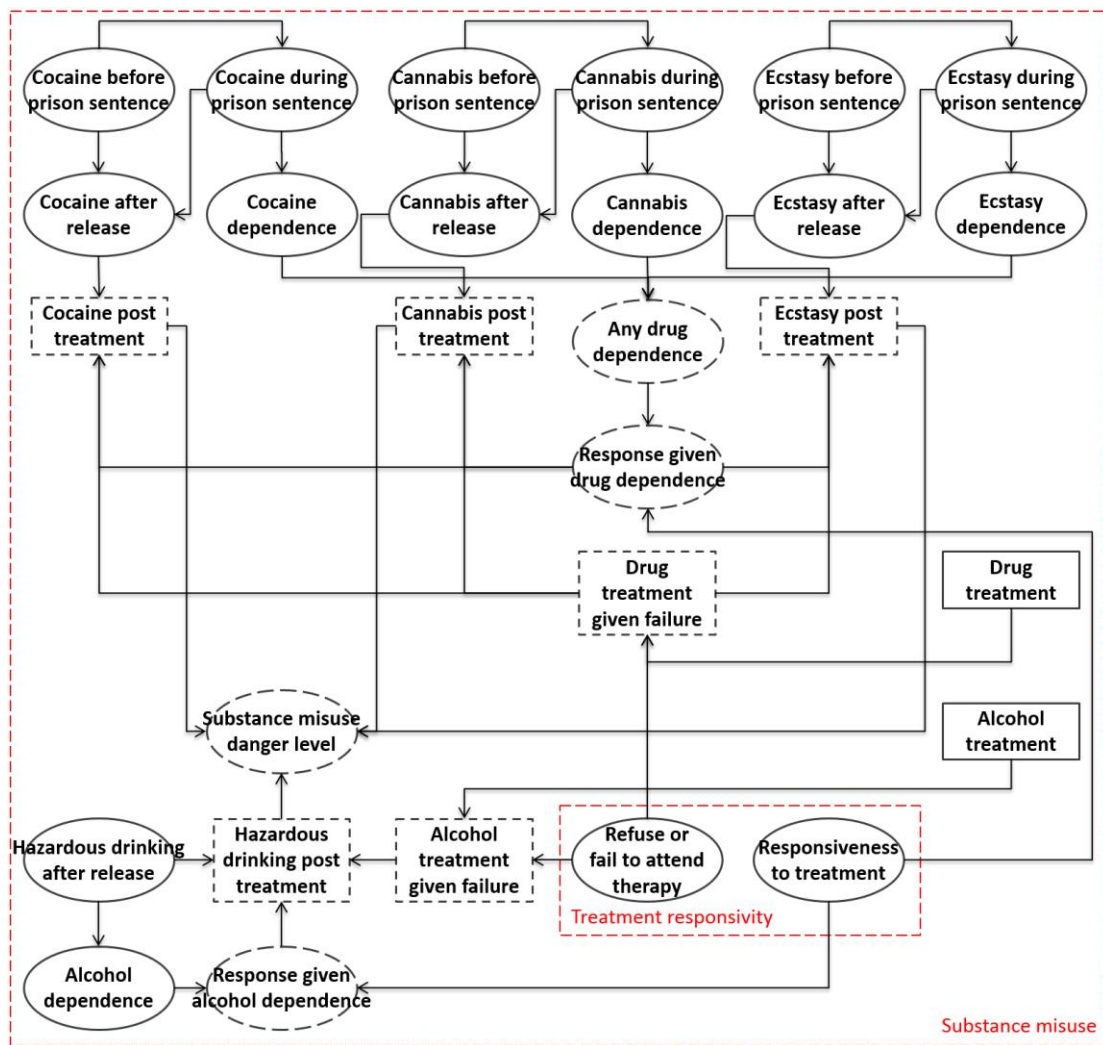 Cocaine before
prison sentence
Cocaine during
prison sentence
Cannabis before
prison sentence
Cannabis during
prison sentence
Ecstasy before
prison sentence
Ecstasy during
prison sentence
Cocaine after
release
Cocaine
dependence
Cannabis after
release
Cannabis
dependence
Ecstasy after
release
Ecstasy
dependence
Cocaine post
treatment
Cannabis post
treatment
Any drug
dependence
Ecstasy post
treatment
Response given
drug dependence
Drug
treatment
given failure
Drug
treatment
Substance misuse
danger level
Alcohol
treatment
Hazardous drinking
after release
Hazardous
drinking post
treatment
Alcohol
treatment
given failure
Refuse or
fail to attend
therapy
Responsiveness
to treatment
Treatment responsivity
Alcohol
dependence
Response given
alcohol dependence
Substance misuse